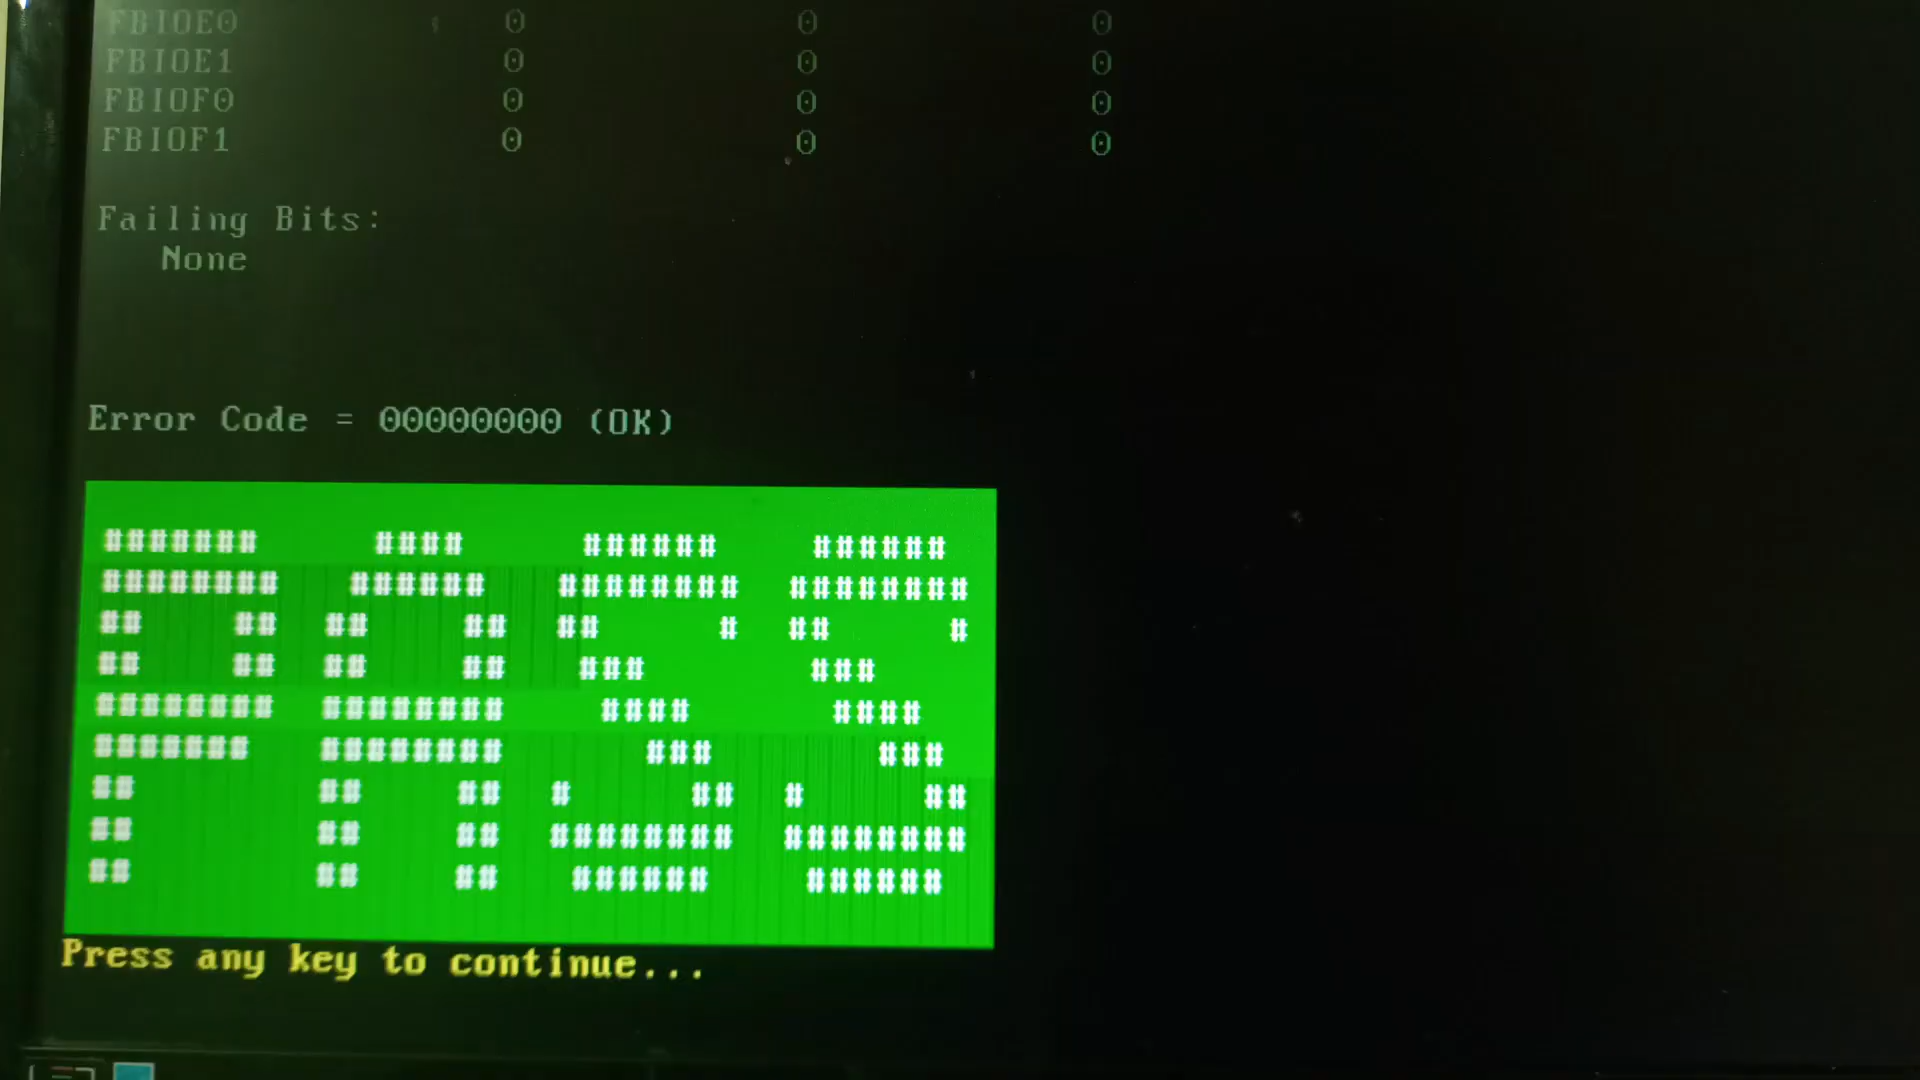 FBIOE0 0 0 0
FBIOE1 0 0 0
FBIOF0 0 0 0
FBIOF1 0 0 0
Failing Bits:
None
Error Code = 00000000 (OK)
PASS
Press any key to continue...